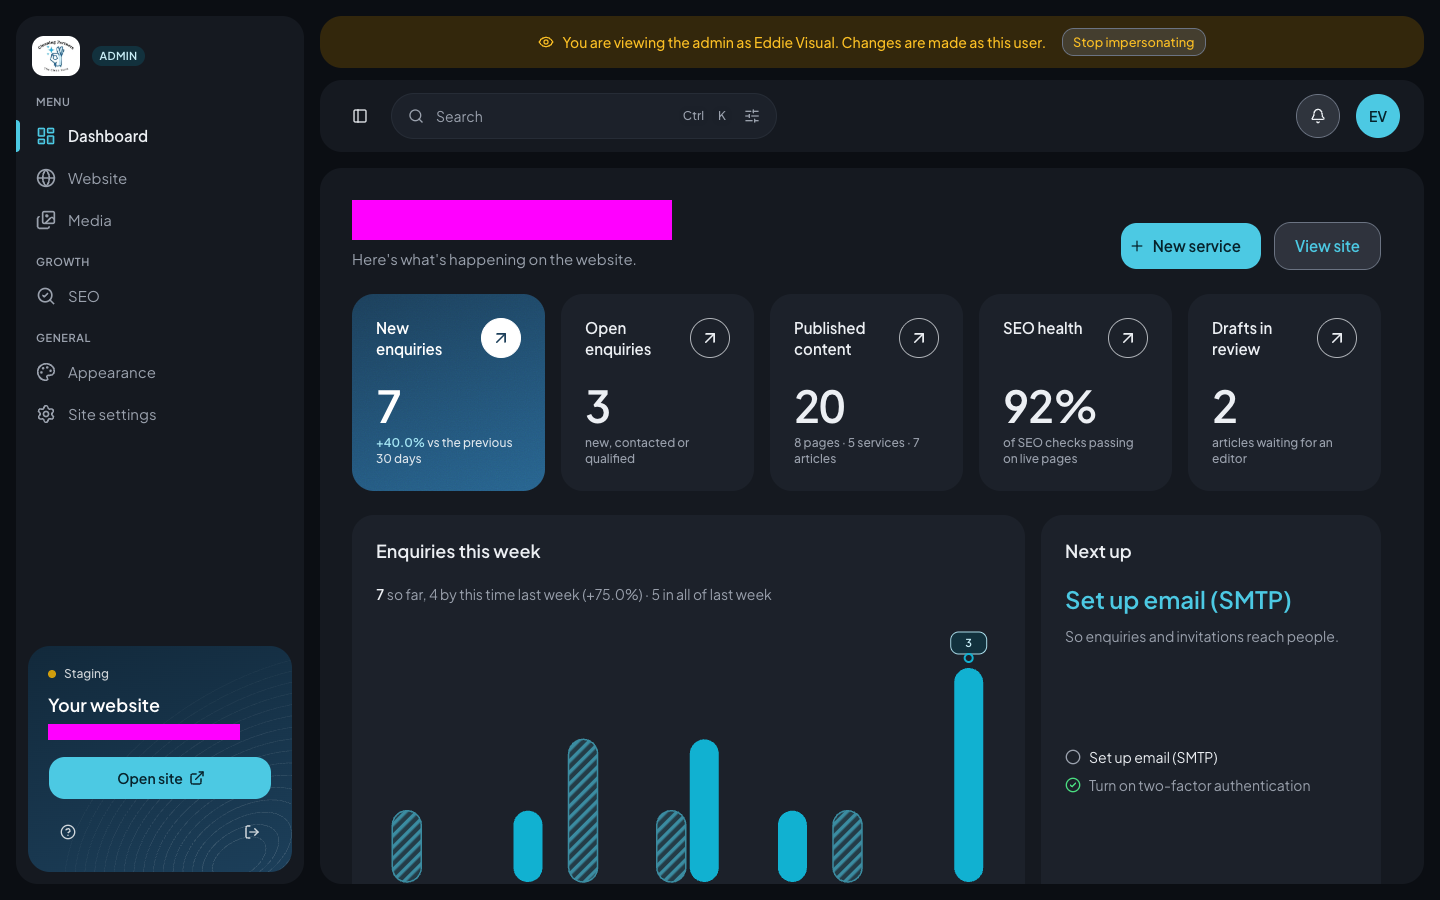 ADMIN
MENU
Dashboard
Website
Media
GROWTH
SEO
GENERAL
Appearance
Site settings
Staging
Your website
Open site
You are viewing the admin as Eddie Visual. Changes are made as this user.
Stop impersonating
Search
Ctrl K
EV
Here's what's happening on the website.
New service
View site
New
enquiries
7
+40.0% vs the previous
30 days
Open
enquiries
3
new, contacted or
qualified
Published
content
20
8 pages · 5 services · 7
articles
SEO health
92%
of SEO checks passing
on live pages
Drafts in
review
2
articles waiting for an
editor
Enquiries this week
7 so far, 4 by this time last week (+75.0%) · 5 in all of last week
3
Next up
Set up email (SMTP)
So enquiries and invitations reach people.
Set up email (SMTP)
Turn on two-factor authentication